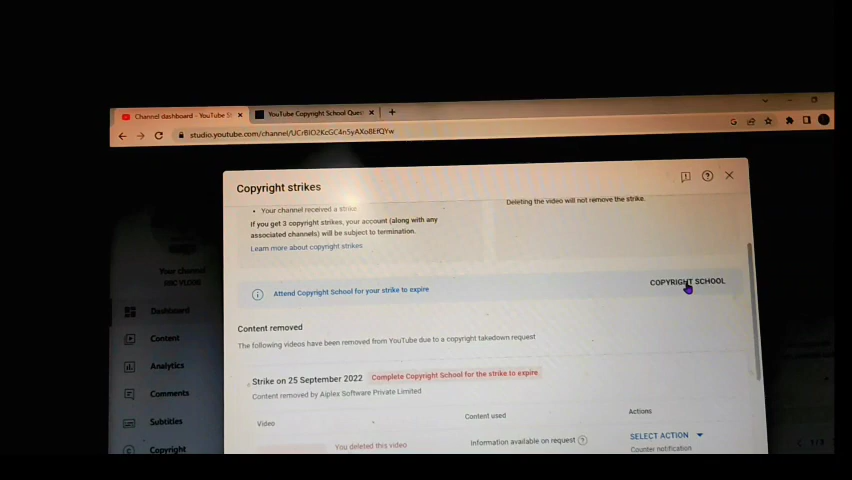 Channel dashboard - YouTube St
YouTube Copyright School Ques
studio.youtube.com/channel/UCrBIO2KcGC4n5yAXoBEfQYw
Copyright strikes
Your channel received a strike
If you get 3 copyright strikes, your account (along with any
associated channels) will be subject to termination.
Learn more about copyright strikes
Deleting the video will not remove the strike.
Attend Copyright School for your strike to expire
COPYRIGHT SCHOOL
Content removed
The following videos have been removed from YouTube due to a copyright takedown request
Strike on 25 September 2022
Complete Copyright School for the strike to expire
Content removed by Aiplex Software Private Limited
Video
Content used
Actions
You deleted this video
Information available on request
SELECT ACTION
Counter notification
Your channel
Dashboard
Content
Analytics
Comments
Subtitles
Copyright